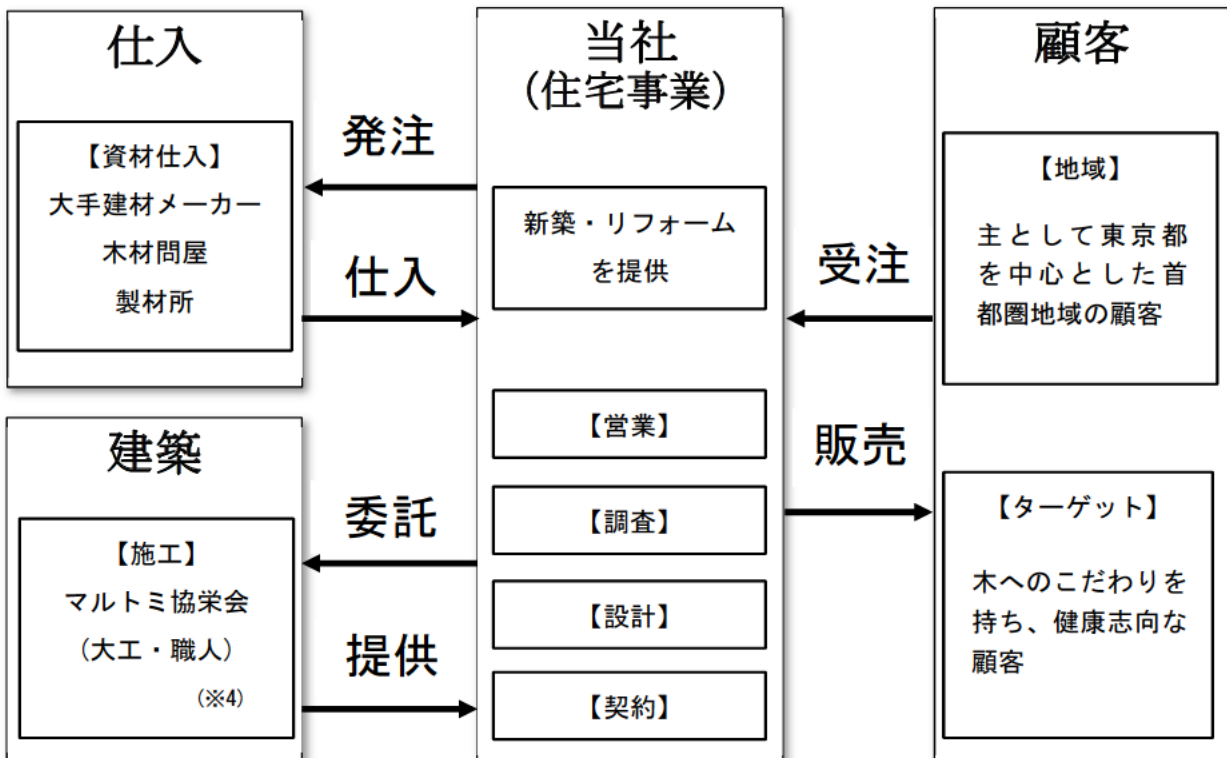 仕入
【資材仕入】
大手建材メーカー
木材問屋
製材所
建築
【施工】
マルトミ協栄会
（大工・職人）
(※4)
発注
仕入
委託
提供
当社
（住宅事業）
新築・リフォーム
を提供
【営業】
【調査】
【設計】
【契約】
受注
販売
顧客
【地域】
主として東京都
を中心とした首
都圏地域の顧客
【ターゲット】
木へのこだわりを
持ち、健康志向な
顧客